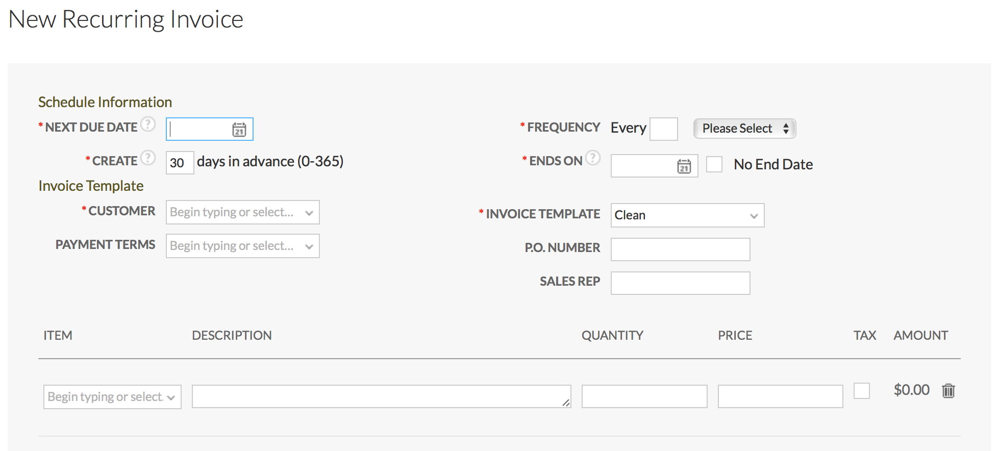 New Recurring Invoice
Schedule Information
* NEXT DUE DATE ? 21
* FREQUENCY Every Please Select
* CREATE ? 30 days in advance (0-365)
* ENDS ON ? 21 No End Date
Invoice Template
* CUSTOMER Begin typing or select...
* INVOICE TEMPLATE Clean
PAYMENT TERMS Begin typing or select...
P.O. NUMBER
SALES REP
ITEM DESCRIPTION QUANTITY PRICE TAX AMOUNT
Begin typing or select. $0.00